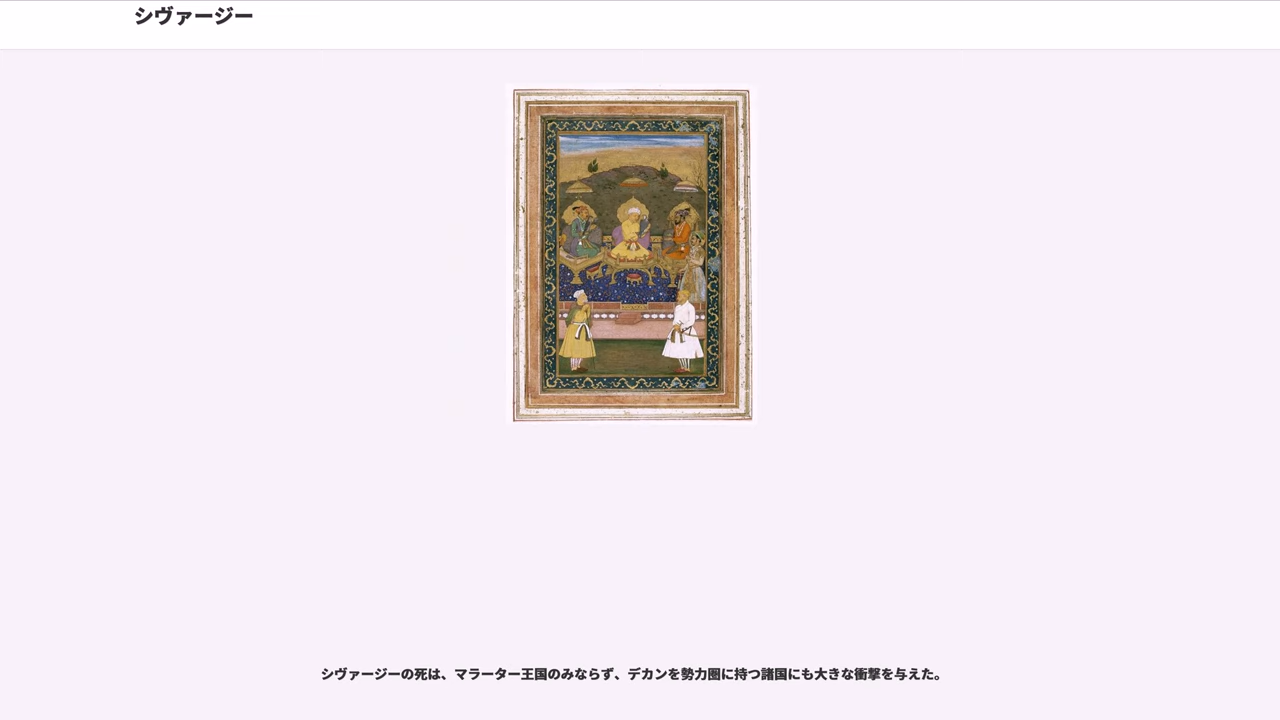 シヴァージー
シヴァージーの死は、マラーター王国のみならず、デカンを勢力圏に持つ諸国にも大きな衝撃を与えた。